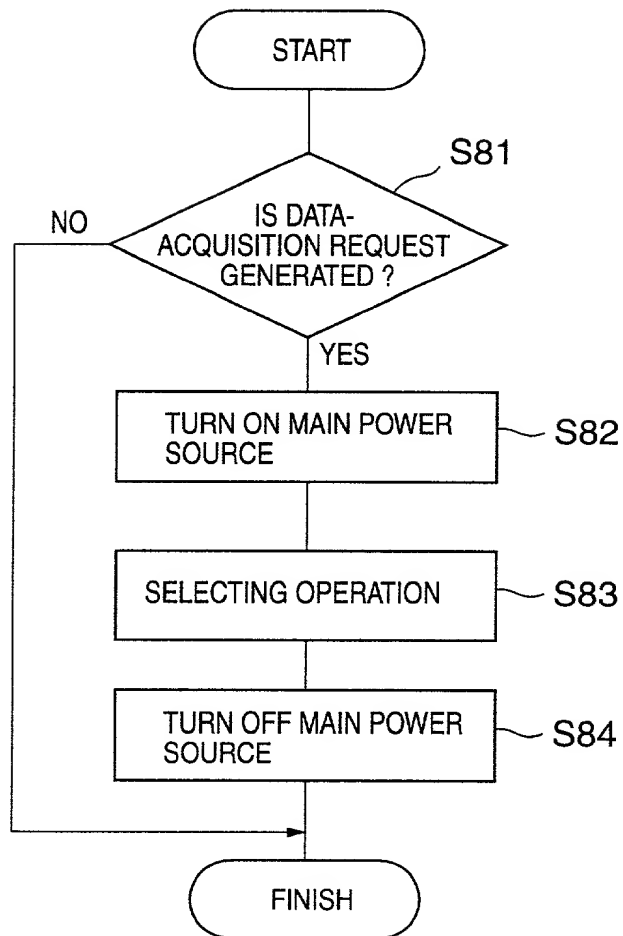 START
S81
IS DATA-
ACQUISITION REQUEST
GENERATED ?
NO
YES
TURN ON MAIN POWER
SOURCE
S82
SELECTING OPERATION
S83
TURN OFF MAIN POWER
SOURCE
S84
FINISH